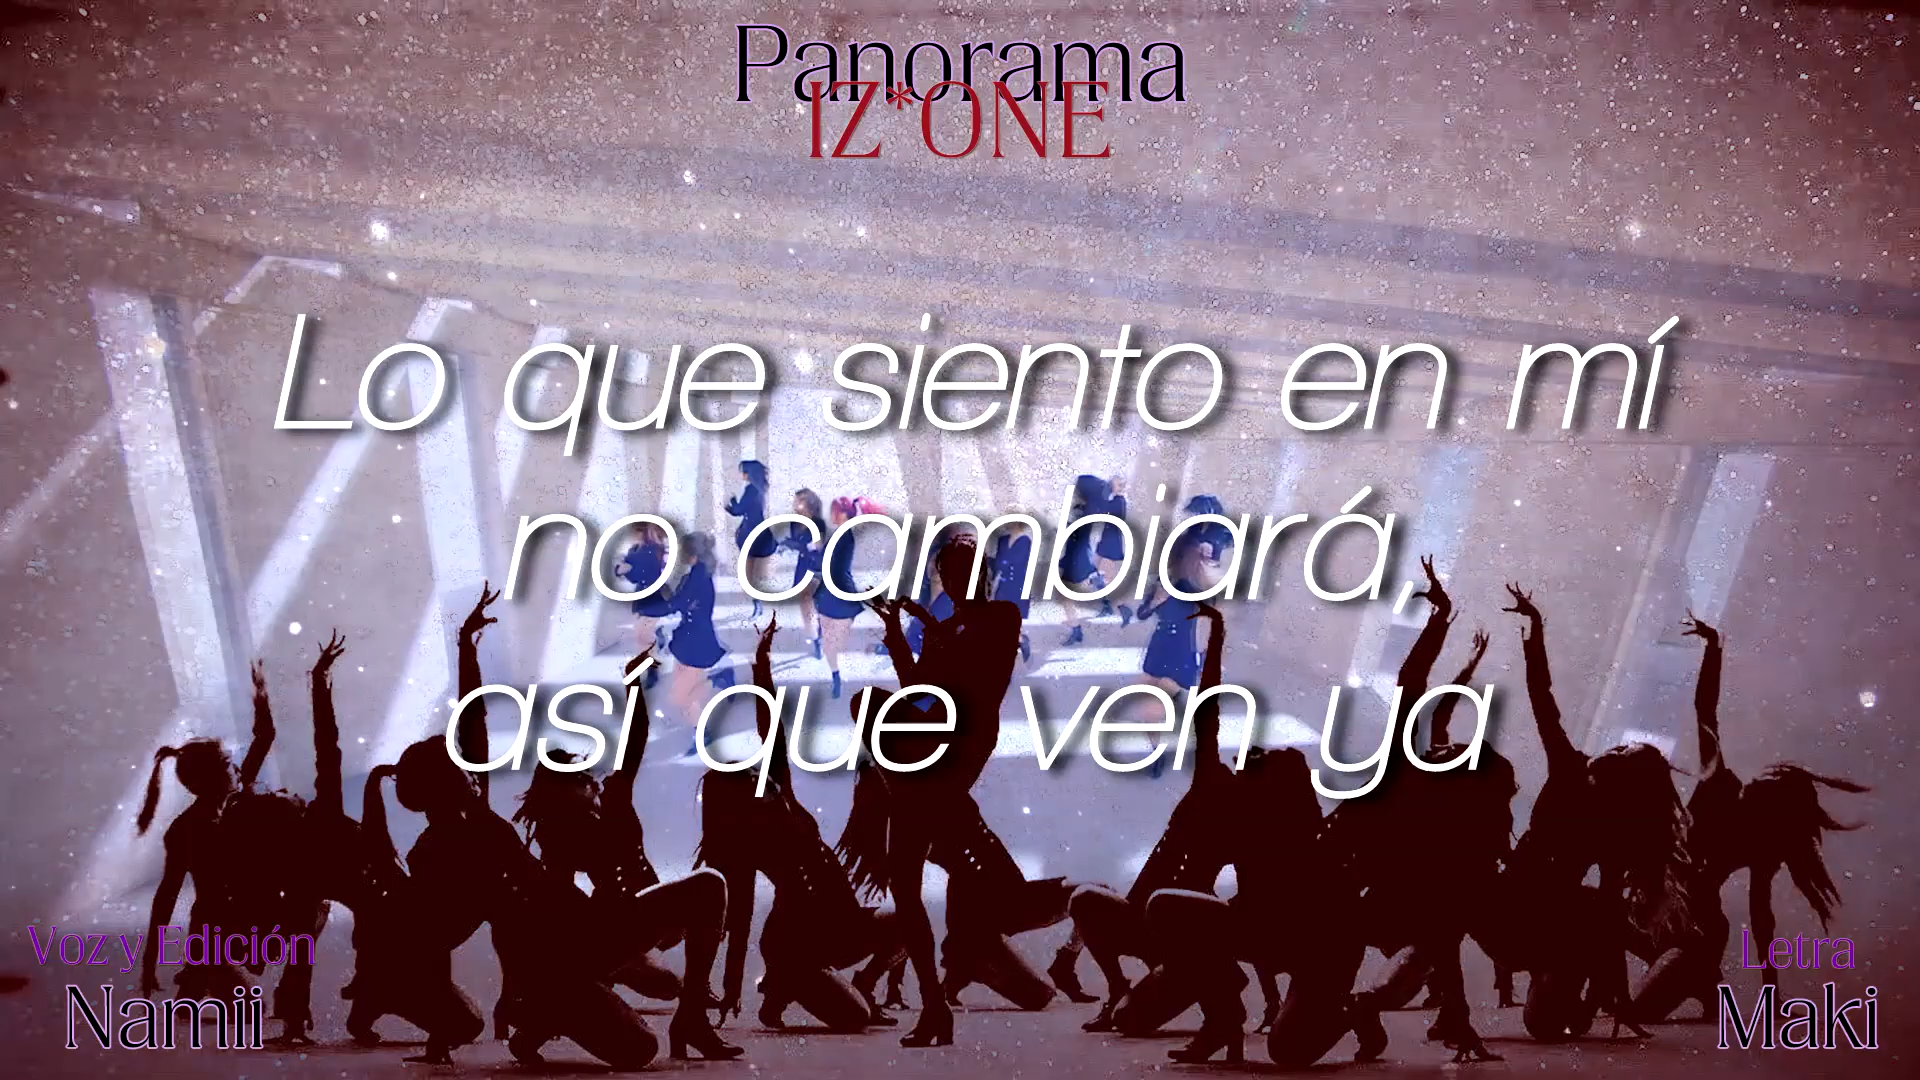 Panorama
IZ*ONE
Lo que siento en mí
no cambiará,
así que ven ya
Voz y Edición
Namii
Letra
Maki